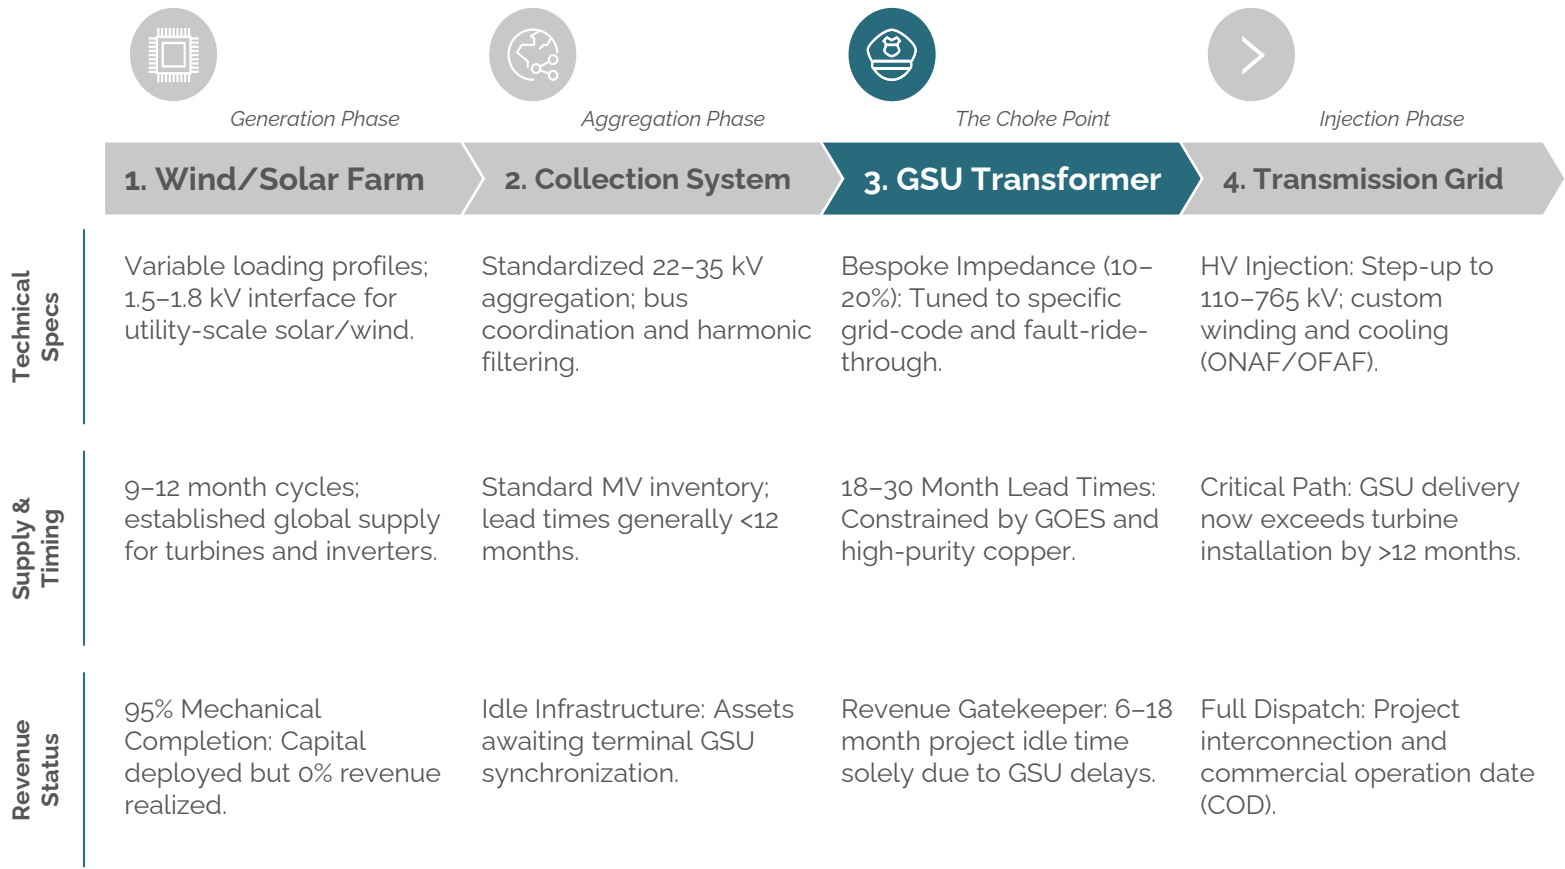 Generation Phase
Aggregation Phase
The Choke Point
Injection Phase
1. Wind/Solar Farm
2. Collection System
3. GSU Transformer
4. Transmission Grid
Technical
Specs
Variable loading profiles;
1.5–1.8 kV interface for
utility-scale solar/wind.
Standardized 22–35 kV
aggregation; bus
coordination and harmonic
filtering.
Bespoke Impedance (10–
20%): Tuned to specific
grid-code and fault-ride-
through.
HV Injection: Step-up to
110–765 kV; custom
winding and cooling
(ONAF/OFAF).
Supply &
Timing
9–12 month cycles;
established global supply
for turbines and inverters.
Standard MV inventory;
lead times generally <12
months.
18–30 Month Lead Times:
Constrained by GOES and
high-purity copper.
Critical Path: GSU delivery
now exceeds turbine
installation by >12 months.
Revenue
Status
95% Mechanical
Completion: Capital
deployed but 0% revenue
realized.
Idle Infrastructure: Assets
awaiting terminal GSU
synchronization.
Revenue Gatekeeper: 6–18
month project idle time
solely due to GSU delays.
Full Dispatch: Project
interconnection and
commercial operation date
(COD).